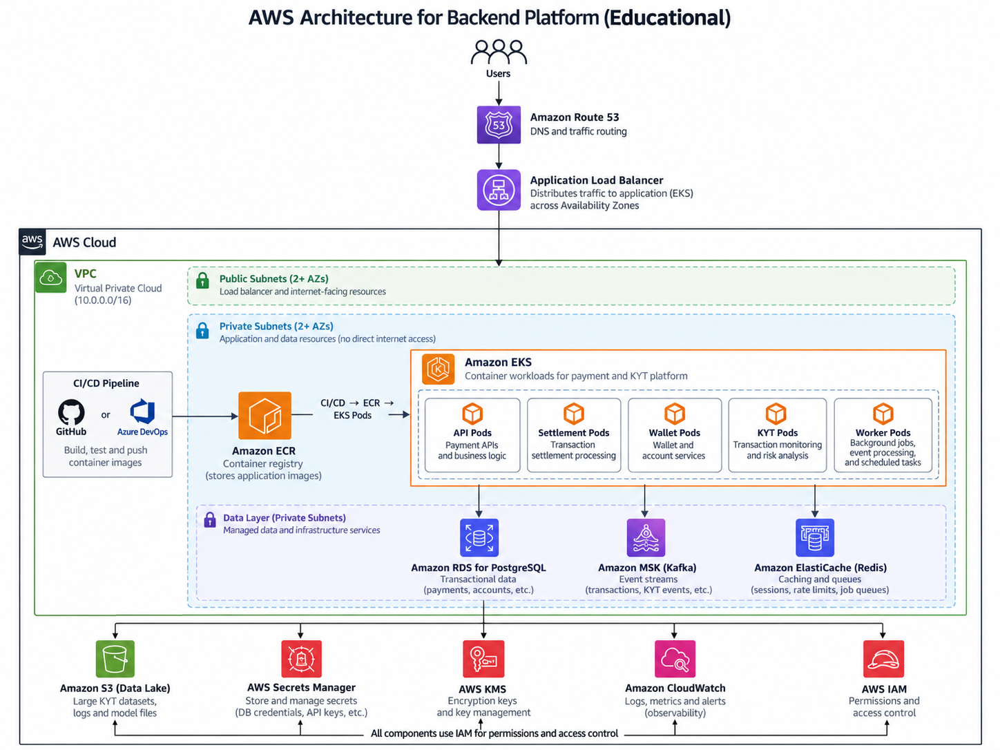 AWS Architecture for Backend Platform (Educational)
Users
53
Amazon Route 53
DNS and traffic routing
Application Load Balancer
Distributes traffic to application (EKS)
across Availability Zones
aws
AWS Cloud
VPC
Virtual Private Cloud
(10.0.0.0/16)
Public Subnets (2+ AZs)
Load balancer and internet-facing resources
Private Subnets (2+ AZs)
Application and data resources (no direct internet access)
CI/CD Pipeline
GitHub
or
Azure DevOps
Build, test and push
container images
Amazon ECR
Container registry
(stores application images)
CI/CD → ECR →
EKS Pods
K
Amazon EKS
Container workloads for payment and KYT platform
API Pods
Payment APIs
and business logic
Settlement Pods
Transaction
settlement processing
Wallet Pods
Wallet and
account services
KYT Pods
Transaction monitoring
and risk analysis
Worker Pods
Background jobs,
event processing,
and scheduled tasks
Data Layer (Private Subnets)
Managed data and infrastructure services
Amazon RDS for PostgreSQL
Transactional data
(payments, accounts, etc.)
Amazon MSK (Kafka)
Event streams
(transactions, KYT events, etc.)
Amazon ElastiCache (Redis)
Caching and queues
(sessions, rate limits, job queues)
Amazon S3 (Data Lake)
Large KYT datasets,
logs and model files
AWS Secrets Manager
Store and manage secrets
(DB credentials, API keys, etc.)
AWS KMS
Encryption keys
and key management
Amazon CloudWatch
Logs, metrics and alerts
(observability)
AWS IAM
Permissions and
access control
All components use IAM for permissions and access control